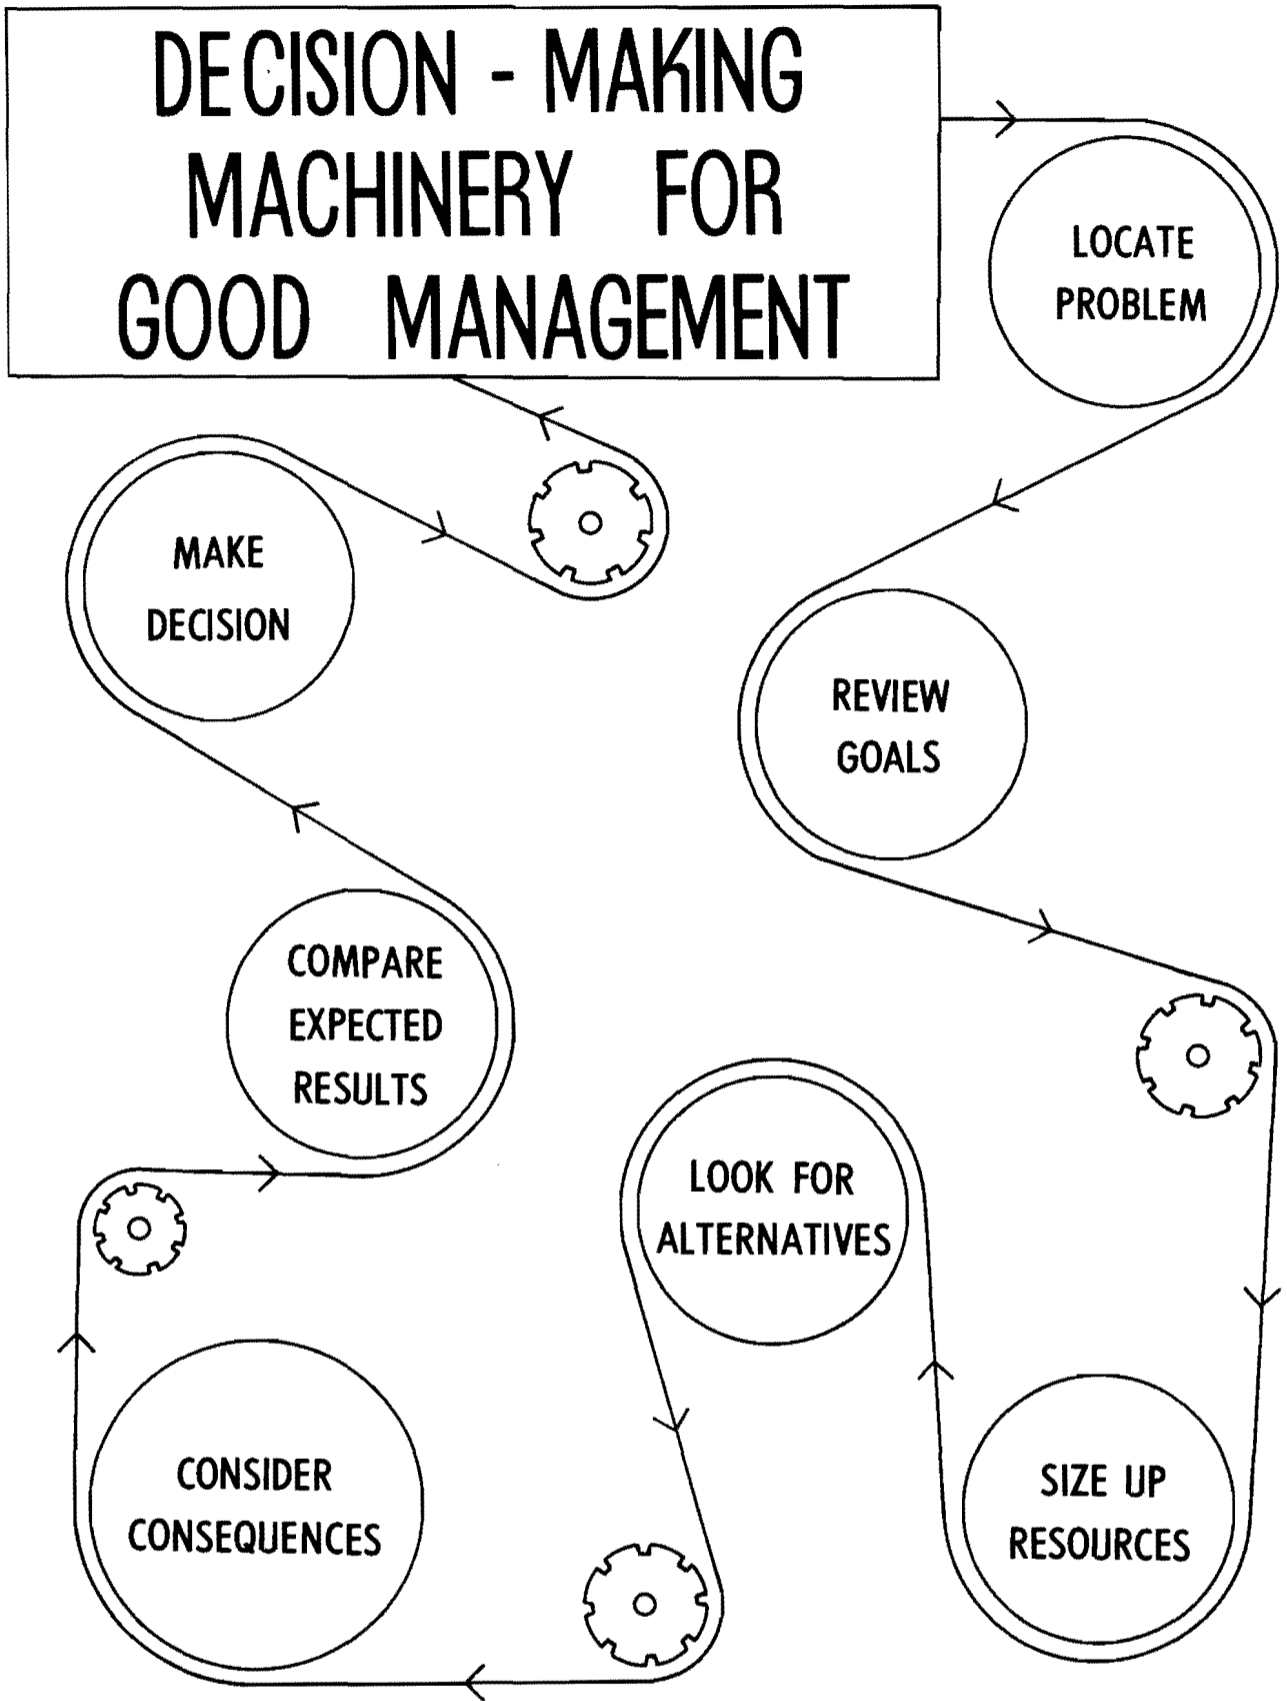 DECISION - MAKING
MACHINERY FOR
GOOD MANAGEMENT
LOCATE
PROBLEM
REVIEW
GOALS
SIZE UP
RESOURCES
LOOK FOR
ALTERNATIVES
CONSIDER
CONSEQUENCES
COMPARE
EXPECTED
RESULTS
MAKE
DECISION